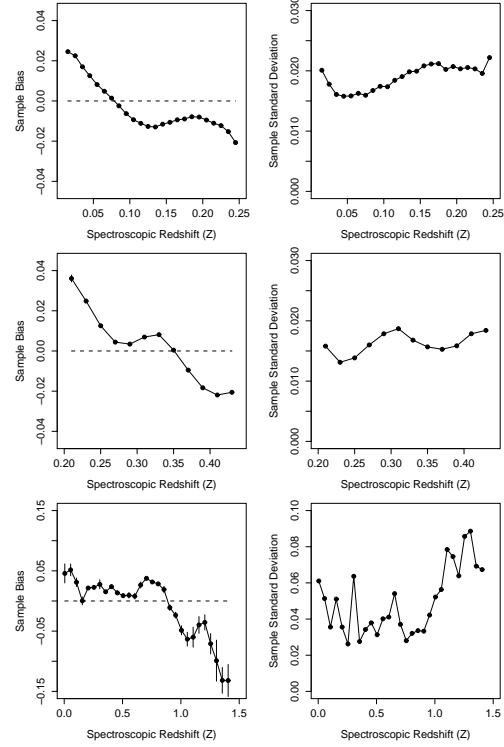 Sample Bias
0.04
0.02
0.00
−0.02
−0.04
0.05 0.10 0.15 0.20 0.25
Spectroscopic Redshift (Z)
Sample Standard Deviation
0.030
0.020
0.010
0.000
0.05 0.10 0.15 0.20 0.25
Spectroscopic Redshift (Z)
Sample Bias
0.04
0.02
0.00
−0.02
−0.04
0.20 0.25 0.30 0.35 0.40
Spectroscopic Redshift (Z)
Sample Standard Deviation
0.030
0.020
0.010
0.000
0.20 0.25 0.30 0.35 0.40
Spectroscopic Redshift (Z)
Sample Bias
0.15
0.05
−0.05
−0.15
0.0 0.5 1.0 1.5
Spectroscopic Redshift (Z)
Sample Standard Deviation
0.10
0.08
0.06
0.04
0.02
0.00
0.0 0.5 1.0 1.5
Spectroscopic Redshift (Z)